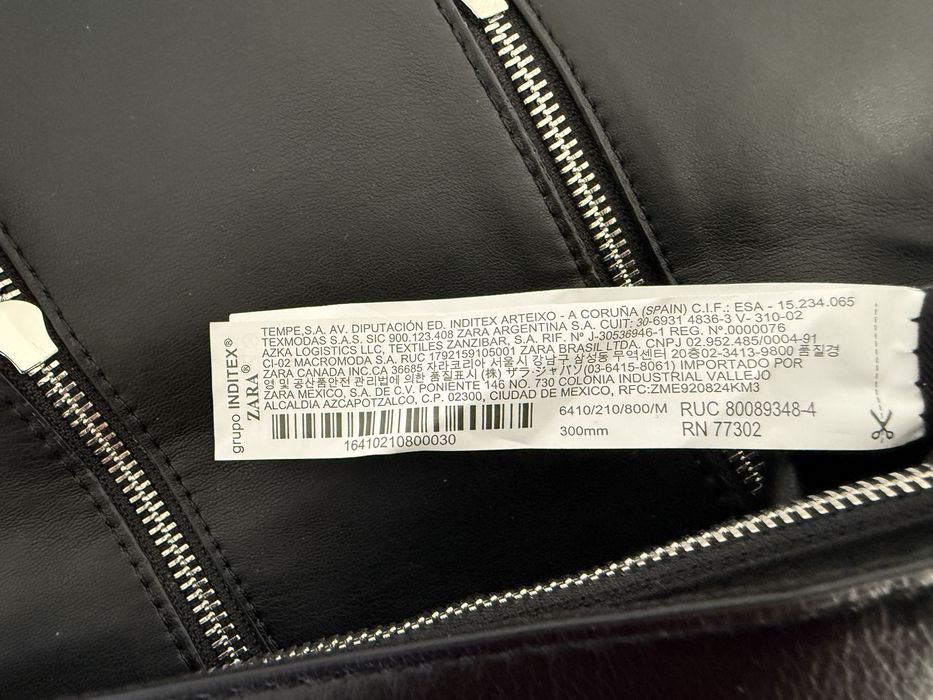 grupo INDITEX®
ZARA®
TEMPE,S.A. AV. DIPUTACIÓN ED. INDITEX ARTEIXO - A CORUÑA (SPAIN) C.I.F.: ESA - 15.234.065
TEXMODAS S.A.S. SIC 900.123.408 ZARA ARGENTINA S.A. CUIT: 30-6931 4836-3 V- 310-02
AZKA LOGISTICS LLC, TEXTILES ZANZIBAR, S.A. RIF. Nº J-30536946-1 REG. Nº.0000076
CI-02 MACROMODA S.A. RUC 1792159105001 ZARA BRASIL LTDA. CNPJ 02.952.485/0004-91
ZARA CANADA INC.CA 36685 자라코리아 서울시 강남구 삼성동 무역센터 20층02-3413-9800 품질경
영 및 공산품안전 관리법에 의한 품질표시 (株) ザラ・ジャパン(03-6415-8061) IMPORTADO POR
ZARA MEXICO, S.A. DE C.V. PONIENTE 146 NO. 730 COLONIA INDUSTRIAL VALLEJO
ALCALDIA AZCAPOTZALCO, C.P. 02300, CIUDAD DE MEXICO, RFC:ZME920824KM3
6410/210/800/M RUC 80089348-4
300mm RN 77302
16410210800030